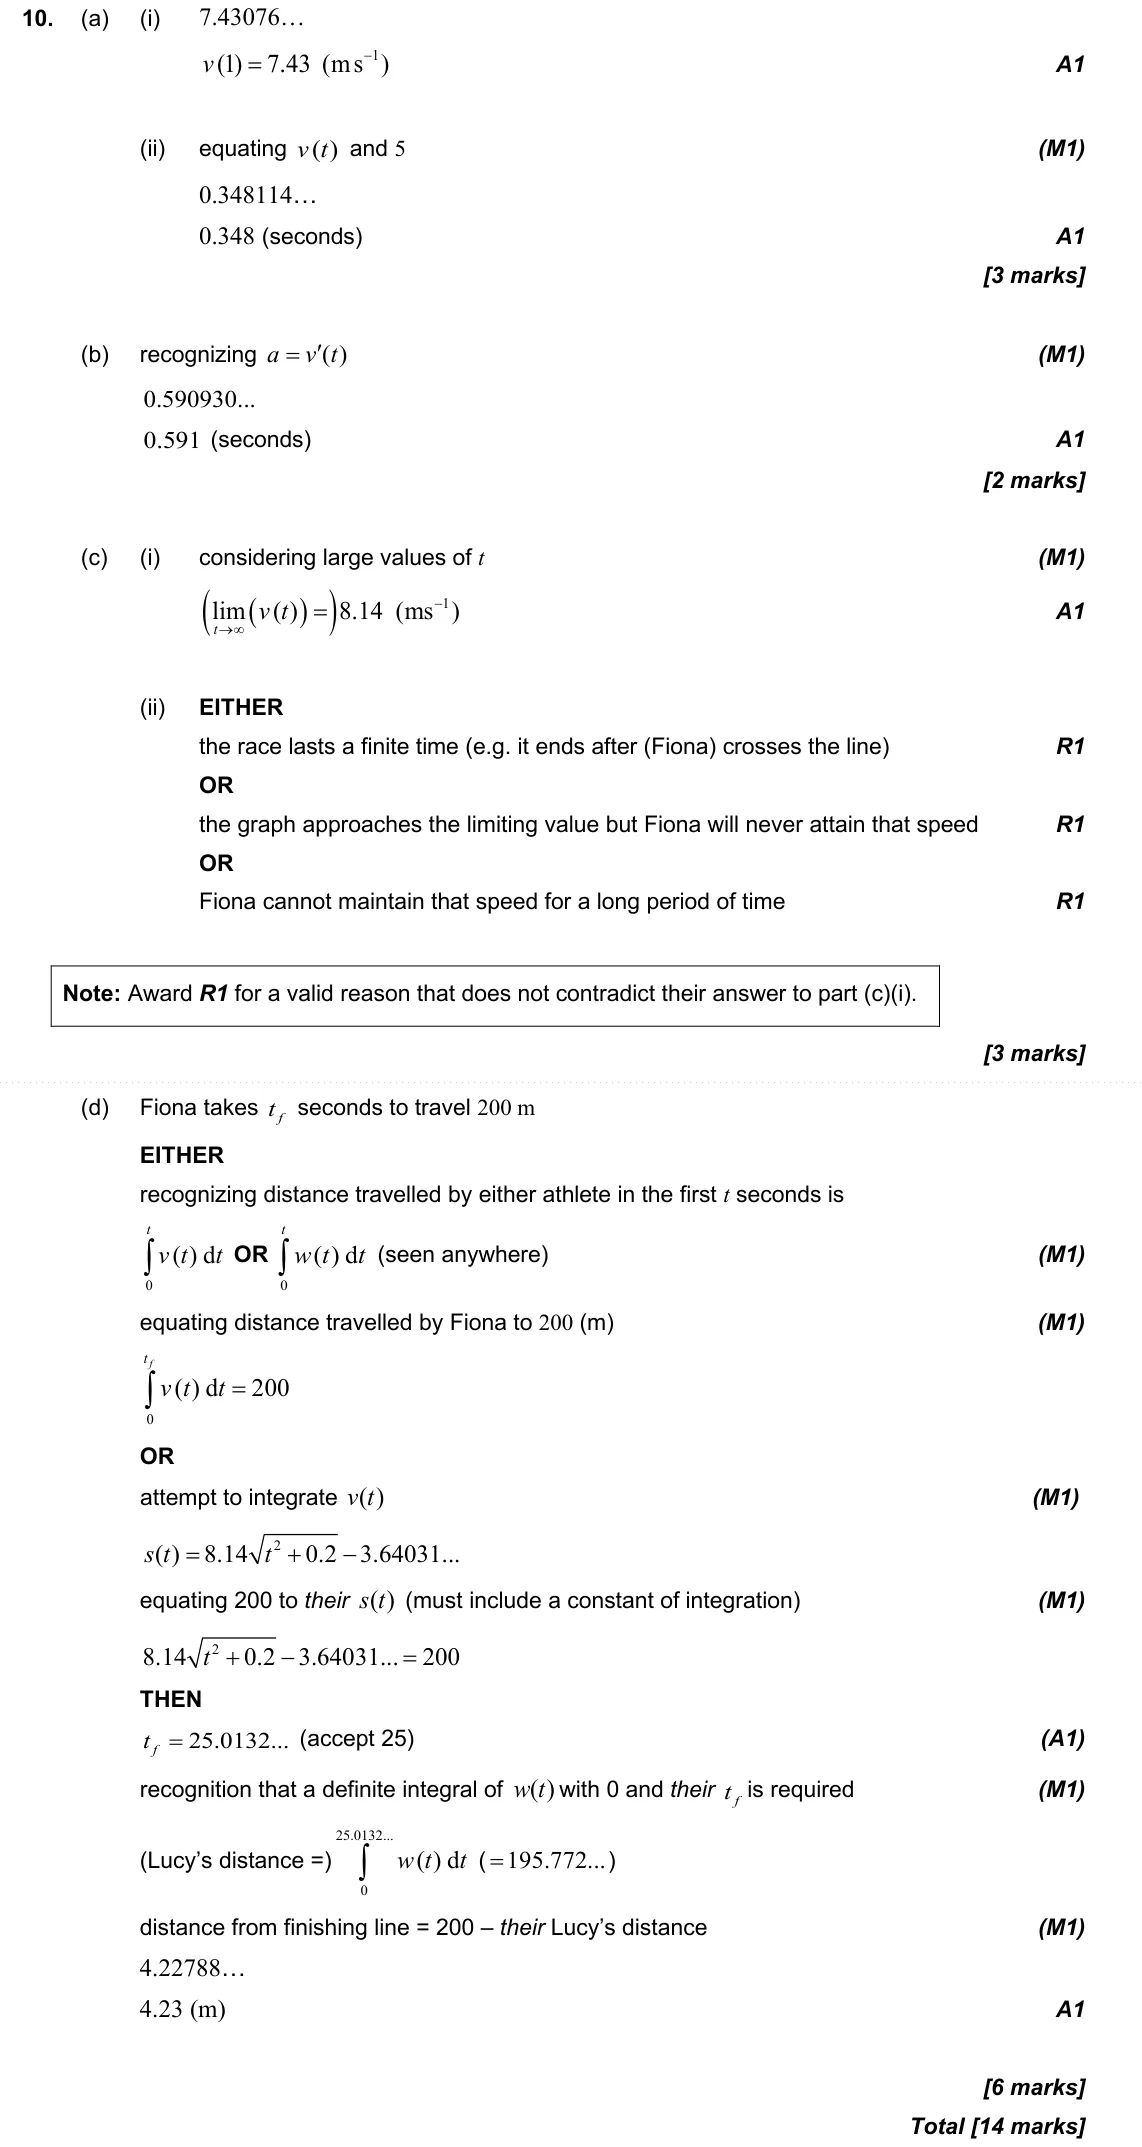 10. (a) (i) 7.43076…
v(1) = 7.43 (m s⁻¹) A1
(ii) equating v(t) and 5 (M1)
0.348114…
0.348 (seconds) A1
[3 marks]
(b) recognizing a = v′(t) (M1)
0.590930...
0.591 (seconds) A1
[2 marks]
(c) (i) considering large values of t (M1)
(lim t→∞ (v(t)) =) 8.14 (ms⁻¹) A1
(ii) EITHER
the race lasts a finite time (e.g. it ends after (Fiona) crosses the line) R1
OR
the graph approaches the limiting value but Fiona will never attain that speed R1
OR
Fiona cannot maintain that speed for a long period of time R1
Note: Award R1 for a valid reason that does not contradict their answer to part (c)(i).
[3 marks]
(d) Fiona takes t_f seconds to travel 200 m
EITHER
recognizing distance travelled by either athlete in the first t seconds is
∫₀ᵗ v(t) dt OR ∫₀ᵗ w(t) dt (seen anywhere) (M1)
equating distance travelled by Fiona to 200 (m) (M1)
∫₀^{t_f} v(t) dt = 200
OR
attempt to integrate v(t) (M1)
s(t) = 8.14√(t² + 0.2) − 3.64031...
equating 200 to their s(t) (must include a constant of integration) (M1)
8.14√(t² + 0.2) − 3.64031... = 200
THEN
t_f = 25.0132... (accept 25) (A1)
recognition that a definite integral of w(t) with 0 and their t_f is required (M1)
(Lucy’s distance =) ∫₀^{25.0132...} w(t) dt (=195.772...)
distance from finishing line = 200 – their Lucy’s distance (M1)
4.22788…
4.23 (m) A1
[6 marks]
Total [14 marks]